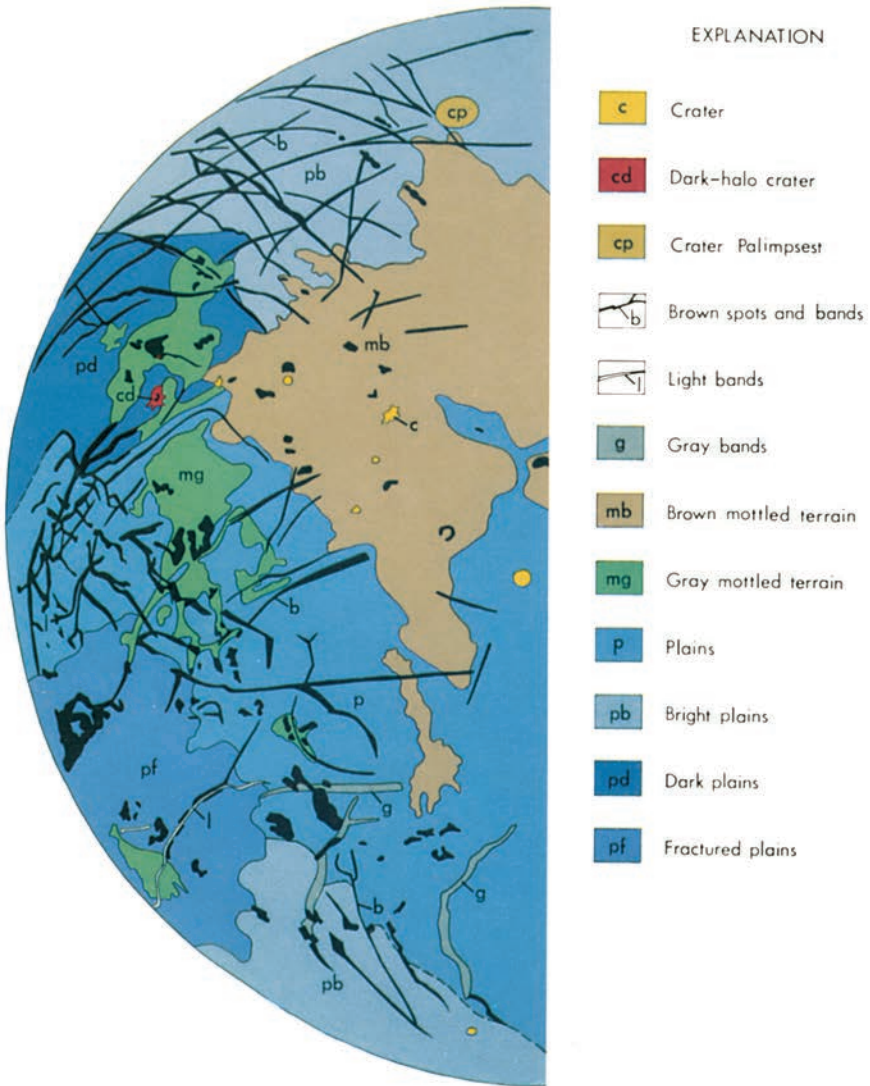 EXPLANATION
c Crater
cd Dark-halo crater
cp Crater Palimpsest
b Brown spots and bands
l Light bands
g Gray bands
mb Brown mottled terrain
mg Gray mottled terrain
p Plains
pb Bright plains
pd Dark plains
pf Fractured plains
cp
b
pb
mb
pd
cd
c
mg
b
p
pf
g
l
g
b
pb